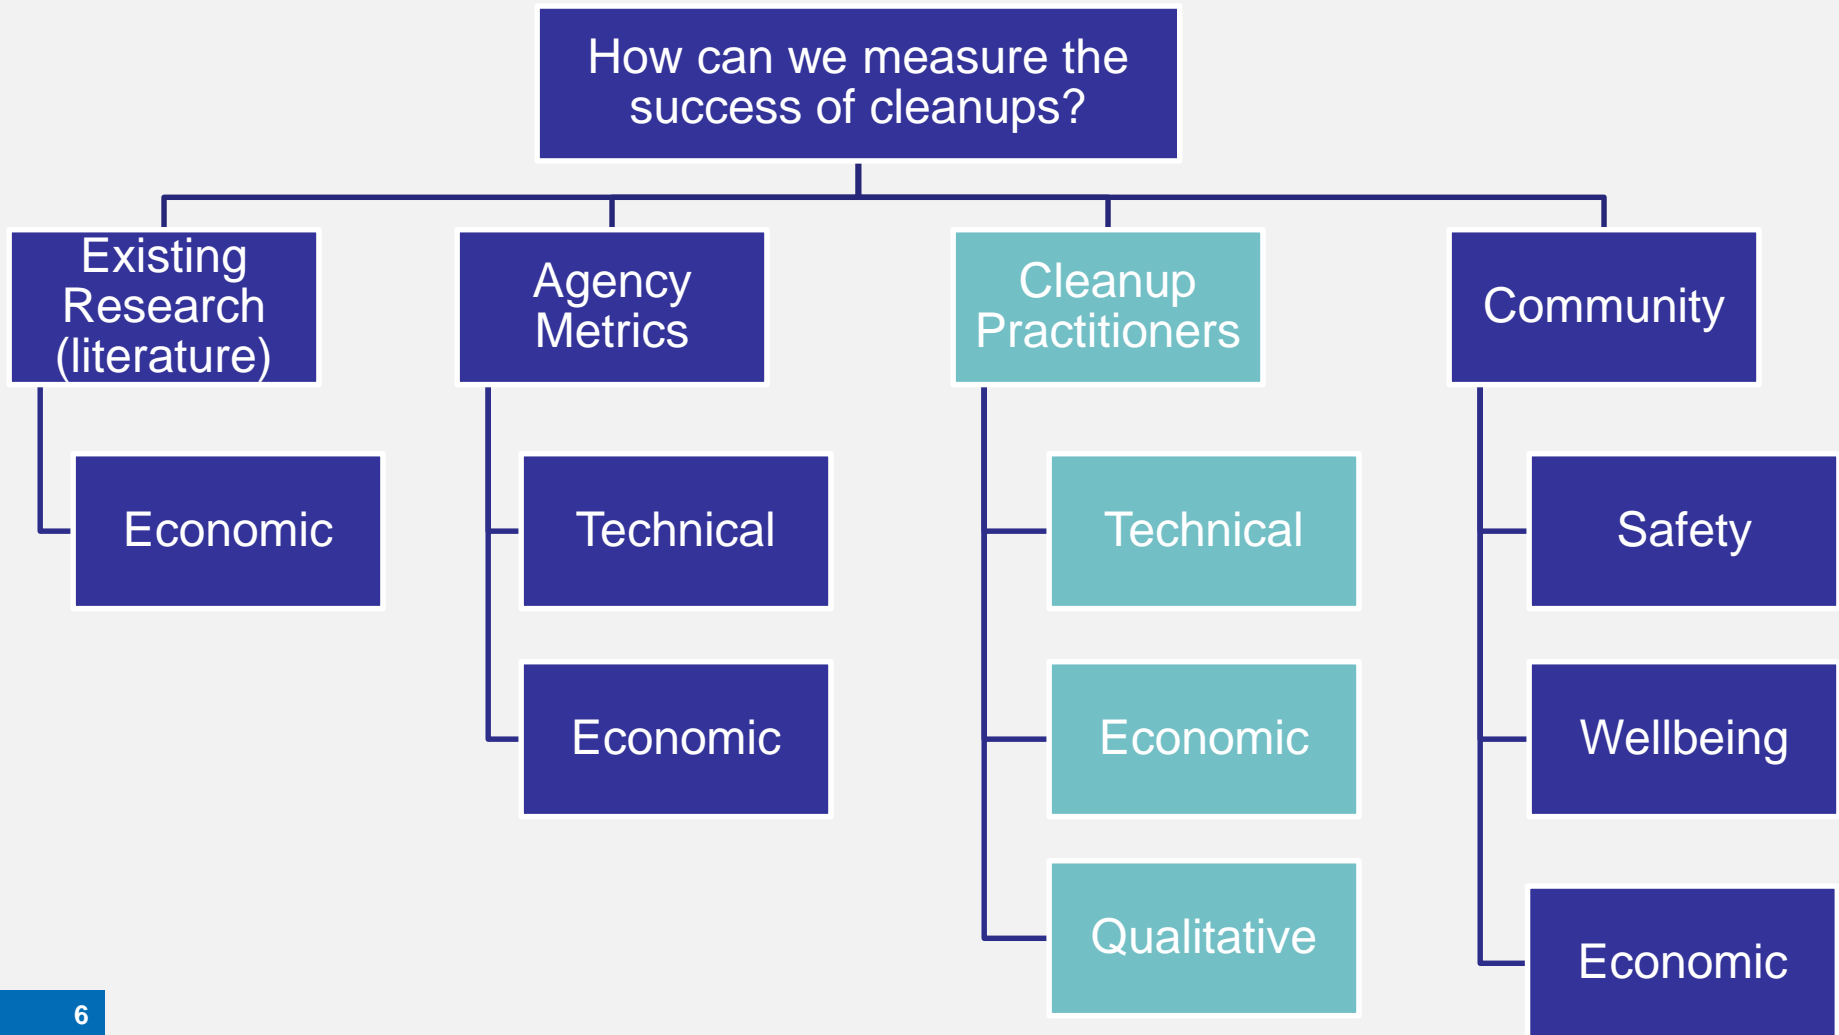 How can we measure the
success of cleanups?
Existing
Research
(literature)
Agency
Metrics
Cleanup
Practitioners
Community
Economic
Technical
Technical
Safety
Economic
Economic
Wellbeing
Qualitative
Economic
6